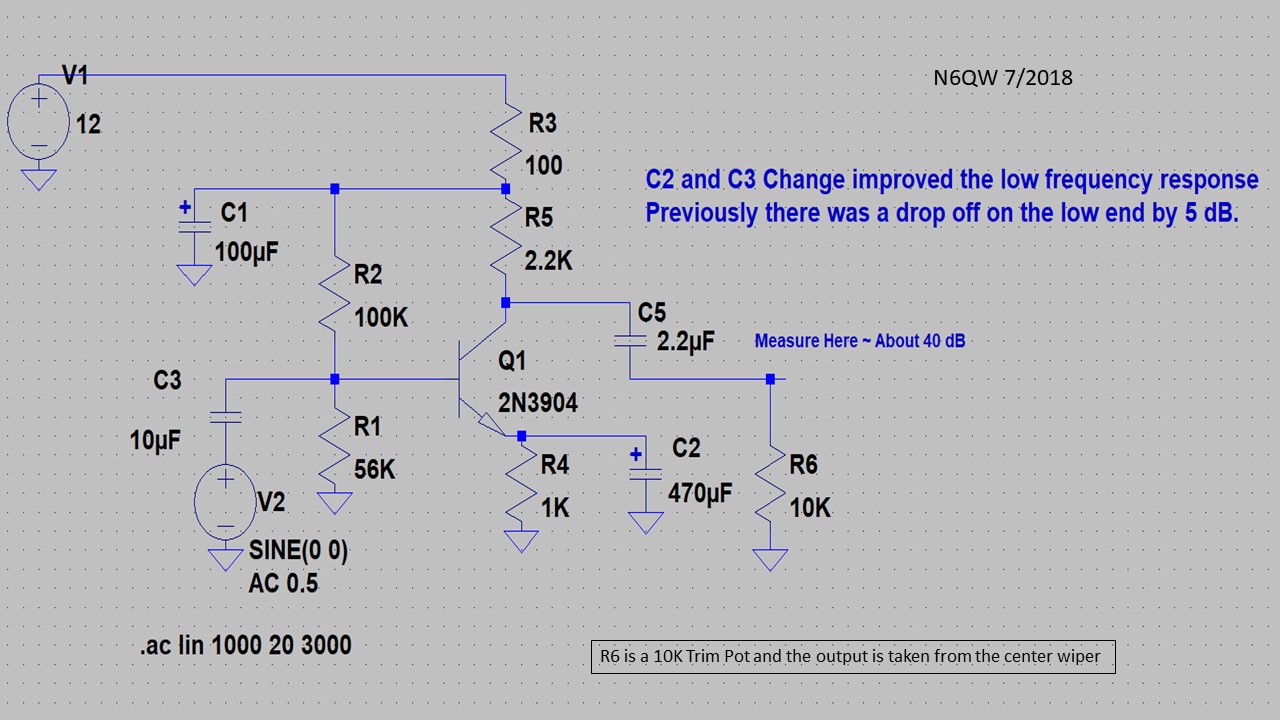 V1
12
N6QW 7/2018
R3
100
C2 and C3 Change improved the low frequency response
Previously there was a drop off on the low end by 5 dB.
+
C1
100µF
R5
2.2K
R2
100K
C5
2.2µF
Measure Here ~ About 40 dB
Q1
2N3904
C3
10µF
R1
56K
+
C2
470µF
R4
1K
R6
10K
V2
SINE(0 0)
AC 0.5
.ac lin 1000 20 3000
R6 is a 10K Trim Pot and the output is taken from the center wiper